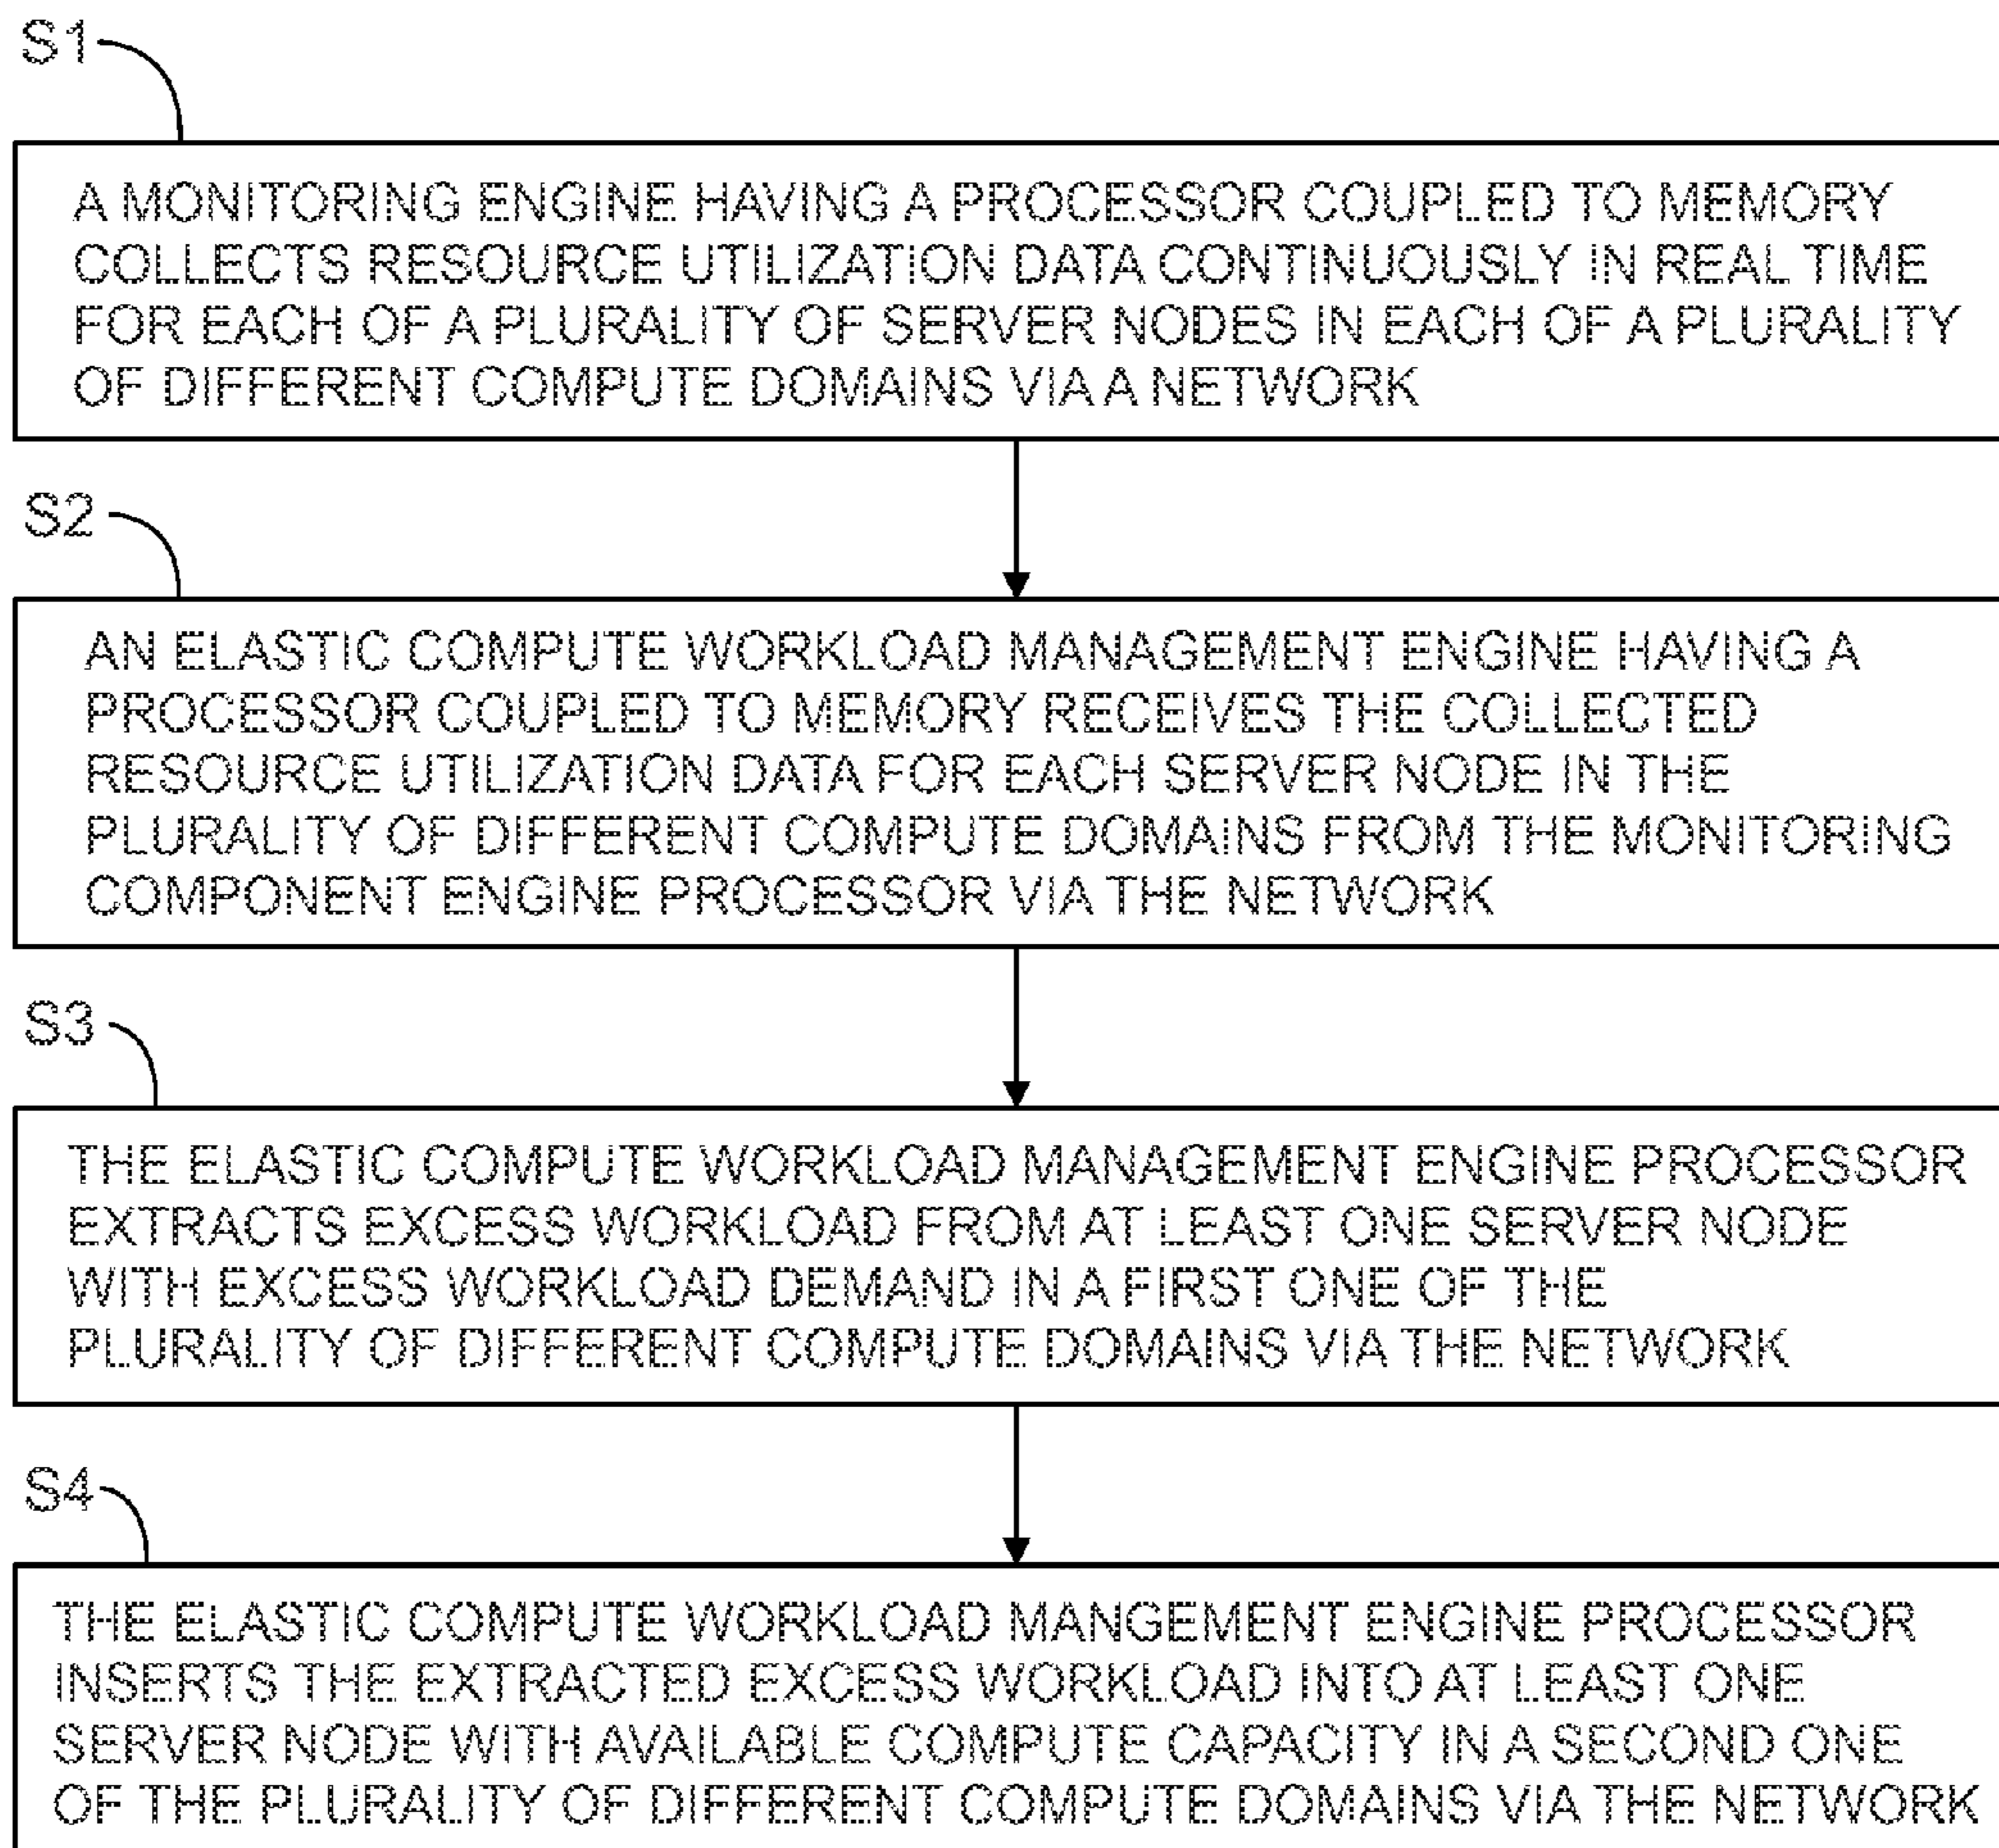 S1
A MONITORING ENGINE HAVING A PROCESSOR COUPLED TO MEMORY
COLLECTS RESOURCE UTILIZATION DATA CONTINUOUSLY IN REAL TIME
FOR EACH OF A PLURALITY OF SERVER NODES IN EACH OF A PLURALITY
OF DIFFERENT COMPUTE DOMAINS VIA A NETWORK
S2
AN ELASTIC COMPUTE WORKLOAD MANAGEMENT ENGINE HAVING A
PROCESSOR COUPLED TO MEMORY RECEIVES THE COLLECTED
RESOURCE UTILIZATION DATA FOR EACH SERVER NODE IN THE
PLURALITY OF DIFFERENT COMPUTE DOMAINS FROM THE MONITORING
COMPONENT ENGINE PROCESSOR VIA THE NETWORK
S3
THE ELASTIC COMPUTE WORKLOAD MANAGEMENT ENGINE PROCESSOR
EXTRACTS EXCESS WORKLOAD FROM AT LEAST ONE SERVER NODE
WITH EXCESS WORKLOAD DEMAND IN A FIRST ONE OF THE
PLURALITY OF DIFFERENT COMPUTE DOMAINS VIA THE NETWORK
S4
THE ELASTIC COMPUTE WORKLOAD MANGEMENT ENGINE PROCESSOR
INSERTS THE EXTRACTED EXCESS WORKLOAD INTO AT LEAST ONE
SERVER NODE WITH AVAILABLE COMPUTE CAPACITY IN A SECOND ONE
OF THE PLURALITY OF DIFFERENT COMPUTE DOMAINS VIA THE NETWORK